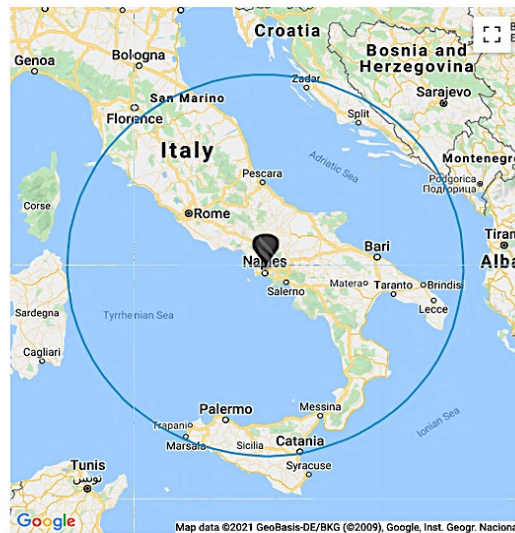 Croatia
Bosnia and
Herzegovina
Genoa
Bologna
Zadar
San Marino
Sarajevo
Florence
Split
Italy
Adriatic Sea
Montenegro
Pescara
Podgorica
Подгорица
Corse
Rome
Tiran
Bari
Alba
Naples
Salerno
Matera
Taranto
Brindisi
Lecce
Sardegna
Tyrrhenian Sea
Cagliari
Palermo
Messina
Ionian Sea
Trapani
Marsala
Sicilia
Catania
Tunis
تونس
Syracuse
Google
Map data ©2021 GeoBasis-DE/BKG (©2009), Google, Inst. Geogr. Naciona